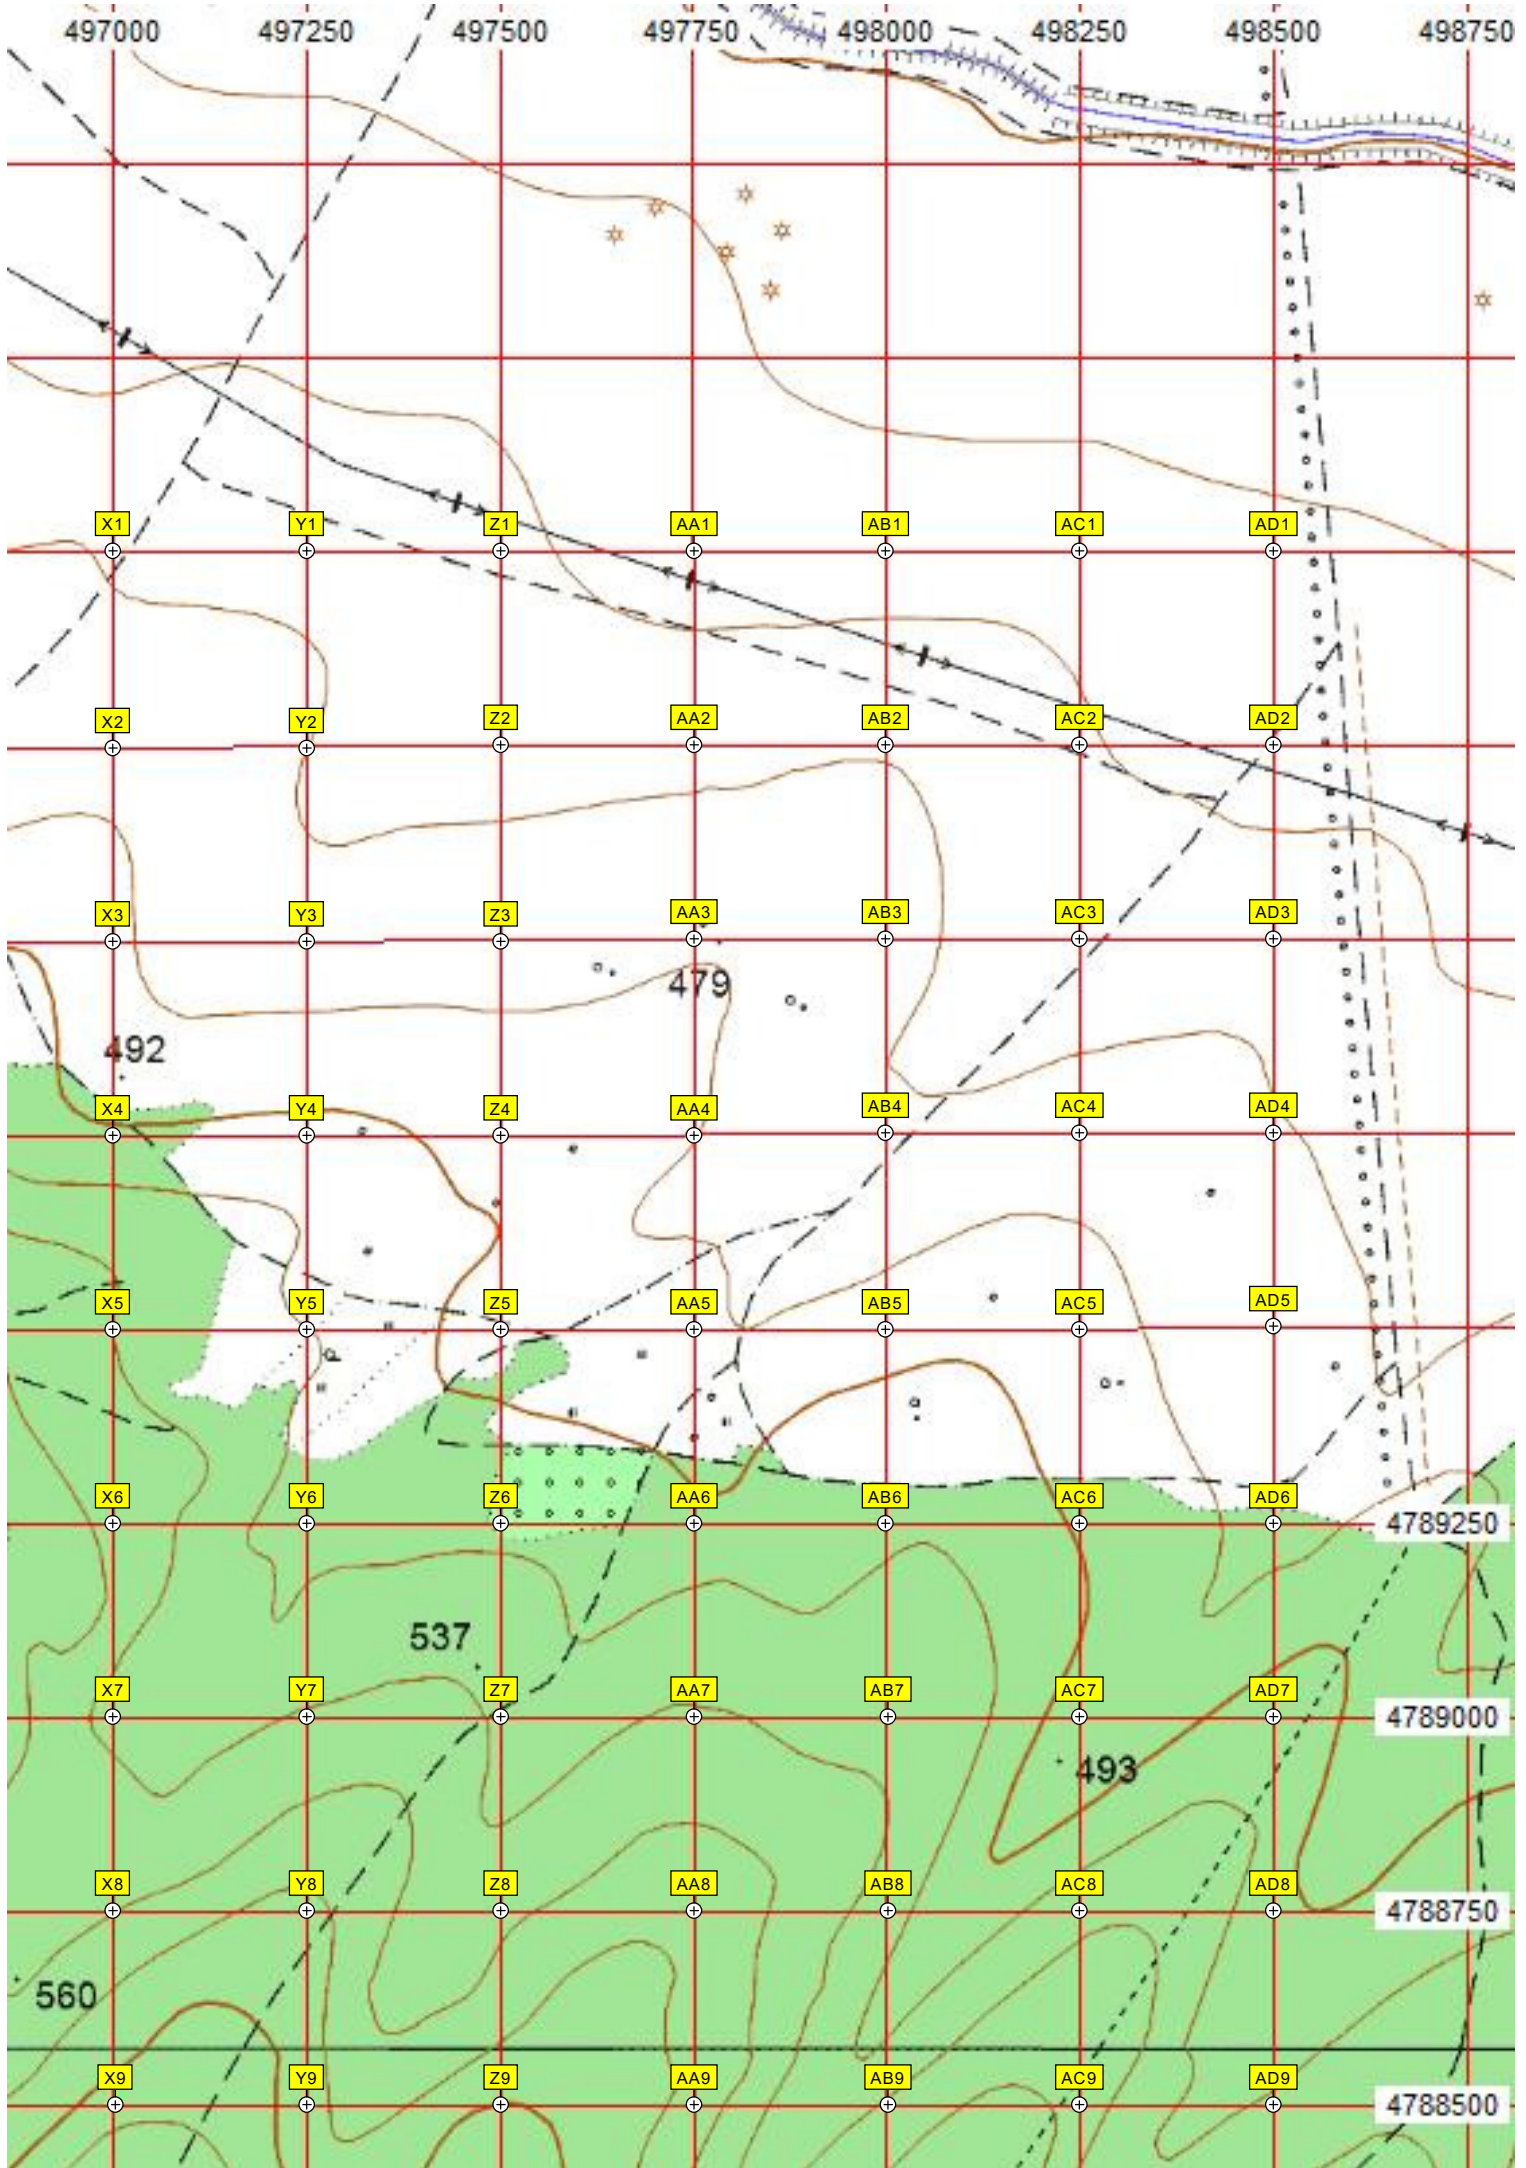 497000 497250 497500 497750 498000 498250 498500 498750
X1 Y1 Z1 AA1 AB1 AC1 AD1
X2 Y2 Z2 AA2 AB2 AC2 AD2
X3 Y3 Z3 AA3 AB3 AC3 AD3
479
492
X4 Y4 Z4 AA4 AB4 AC4 AD4
X5 Y5 Z5 AA5 AB5 AC5 AD5
X6 Y6 Z6 AA6 AB6 AC6 AD6
4789250
537
X7 Y7 Z7 AA7 AB7 AC7 AD7
4789000
493
X8 Y8 Z8 AA8 AB8 AC8 AD8
4788750
560
X9 Y9 Z9 AA9 AB9 AC9 AD9
4788500